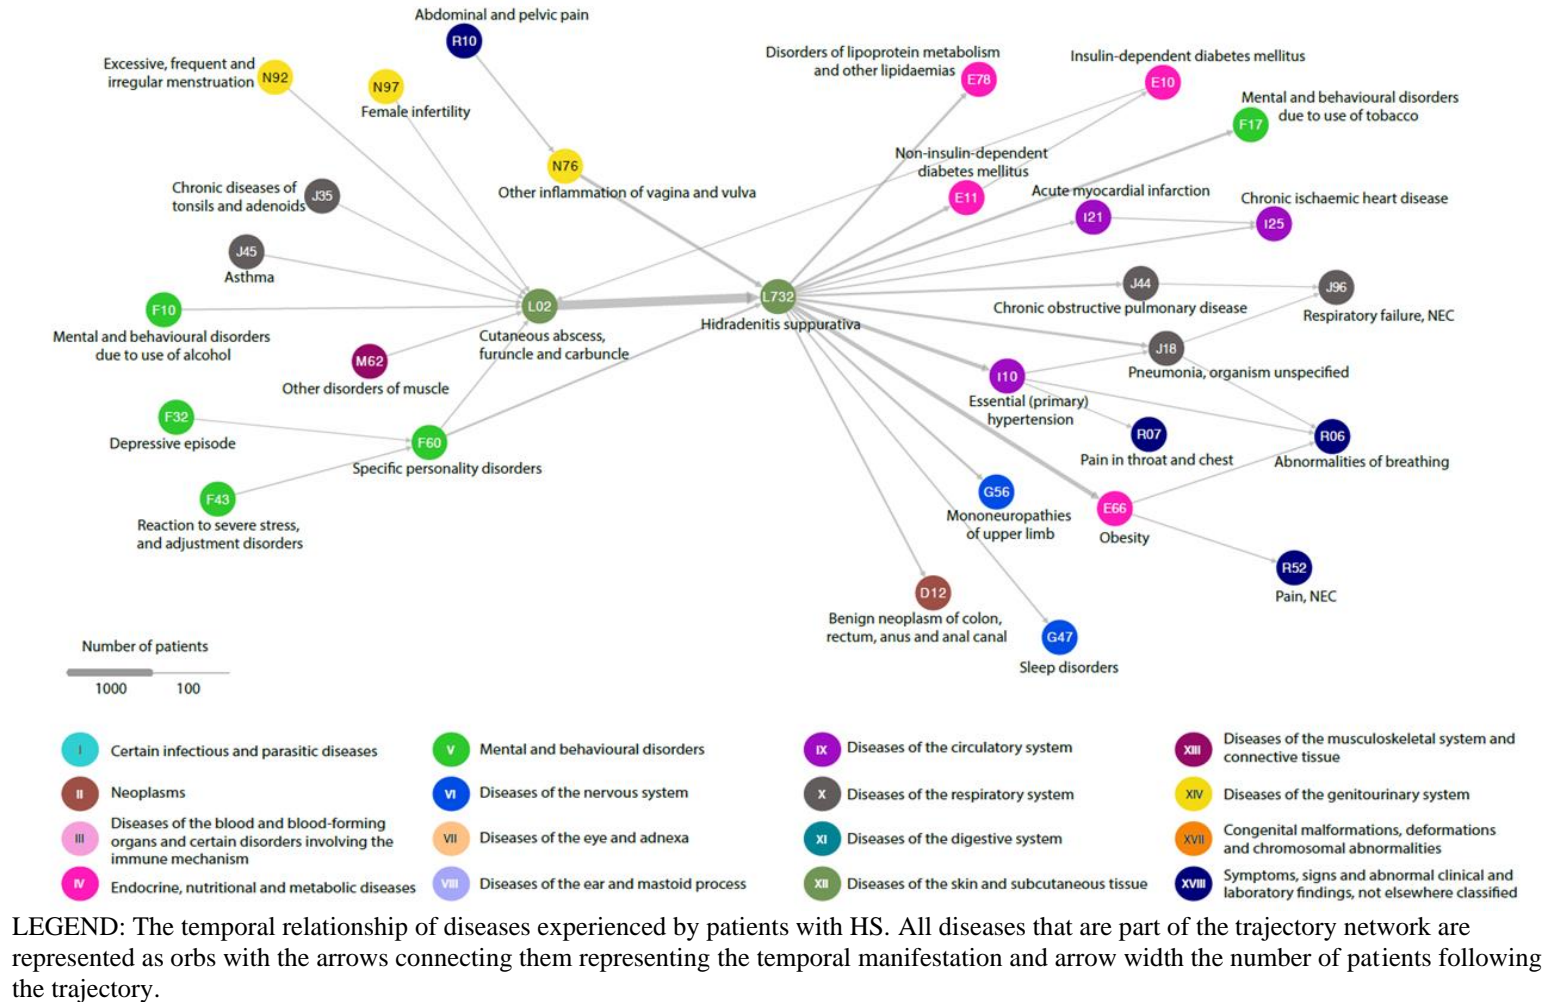 Abdominal and pelvic pain
R10
Excessive, frequent and
irregular menstruation
N92
N97
Female infertility
Disorders of lipoprotein metabolism
and other lipidaemias
E78
Insulin-dependent diabetes mellitus
E10
Mental and behavioural disorders
due to use of tobacco
F17
N76
Other inflammation of vagina and vulva
Non-insulin-dependent
diabetes mellitus
E11
Acute myocardial infarction
I21
Chronic ischaemic heart disease
I25
Chronic diseases of
tonsils and adenoids
J35
J45
Asthma
F10
Mental and behavioural disorders
due to use of alcohol
L02
Cutaneous abscess,
furuncle and carbuncle
L732
Hidradenitis suppurativa
J44
Chronic obstructive pulmonary disease
J96
Respiratory failure, NEC
M62
Other disorders of muscle
J18
Pneumonia, organism unspecified
I10
Essential (primary)
hypertension
F32
Depressive episode
F60
Specific personality disorders
R07
Pain in throat and chest
R06
Abnormalities of breathing
F43
Reaction to severe stress,
and adjustment disorders
G56
Mononeuropathies
of upper limb
E66
Obesity
R52
Pain, NEC
D12
Benign neoplasm of colon,
rectum, anus and anal canal
G47
Sleep disorders
Number of patients
1000 100
I Certain infectious and parasitic diseases
II Neoplasms
III Diseases of the blood and blood-forming
organs and certain disorders involving the
immune mechanism
IV Endocrine, nutritional and metabolic diseases
V Mental and behavioural disorders
VI Diseases of the nervous system
VII Diseases of the eye and adnexa
VIII Diseases of the ear and mastoid process
IX Diseases of the circulatory system
X Diseases of the respiratory system
XI Diseases of the digestive system
XII Diseases of the skin and subcutaneous tissue
XIII Diseases of the musculoskeletal system and
connective tissue
XIV Diseases of the genitourinary system
XVII Congenital malformations, deformations
and chromosomal abnormalities
XVIII Symptoms, signs and abnormal clinical and
laboratory findings, not elsewhere classified
LEGEND: The temporal relationship of diseases experienced by patients with HS. All diseases that are part of the trajectory network are
represented as orbs with the arrows connecting them representing the temporal manifestation and arrow width the number of patients following
the trajectory.